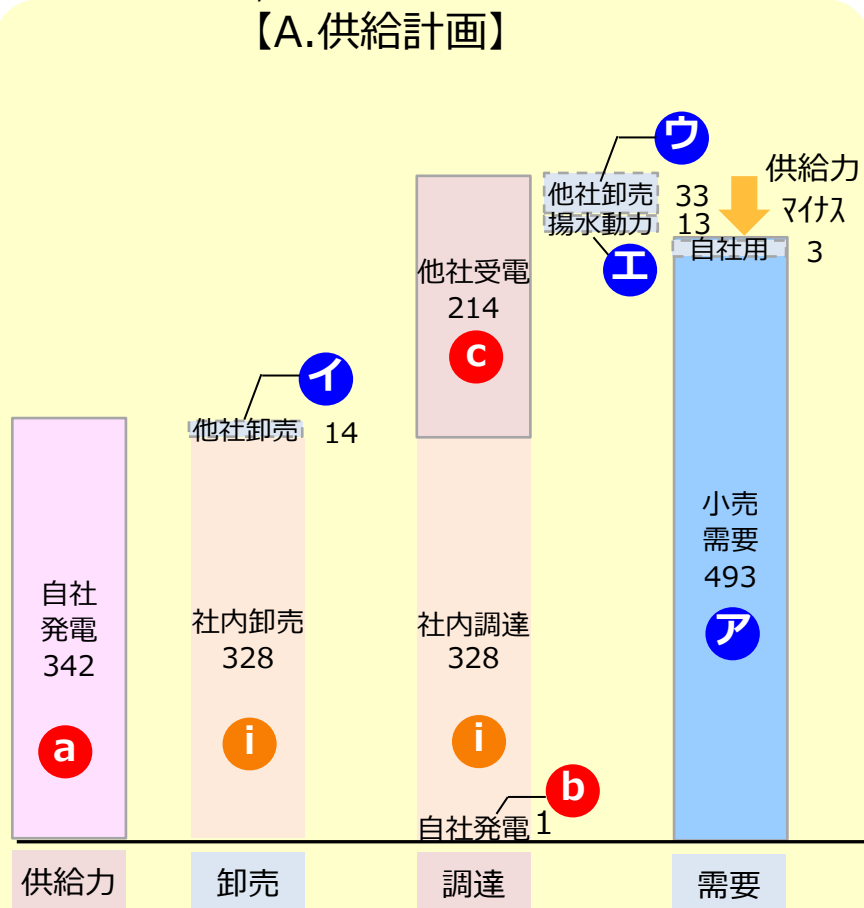 【A.供給計画】
ウ
供給力
マイナス
他社卸売 33
揚水動力 13
エ
自社用 3
他社受電
214
c
イ
他社卸売 14
自社
発電
342
a
社内卸売
328
i
社内調達
328
i
b
自社発電 1
小売
需要
493
ア
供給力
卸売
調達
需要